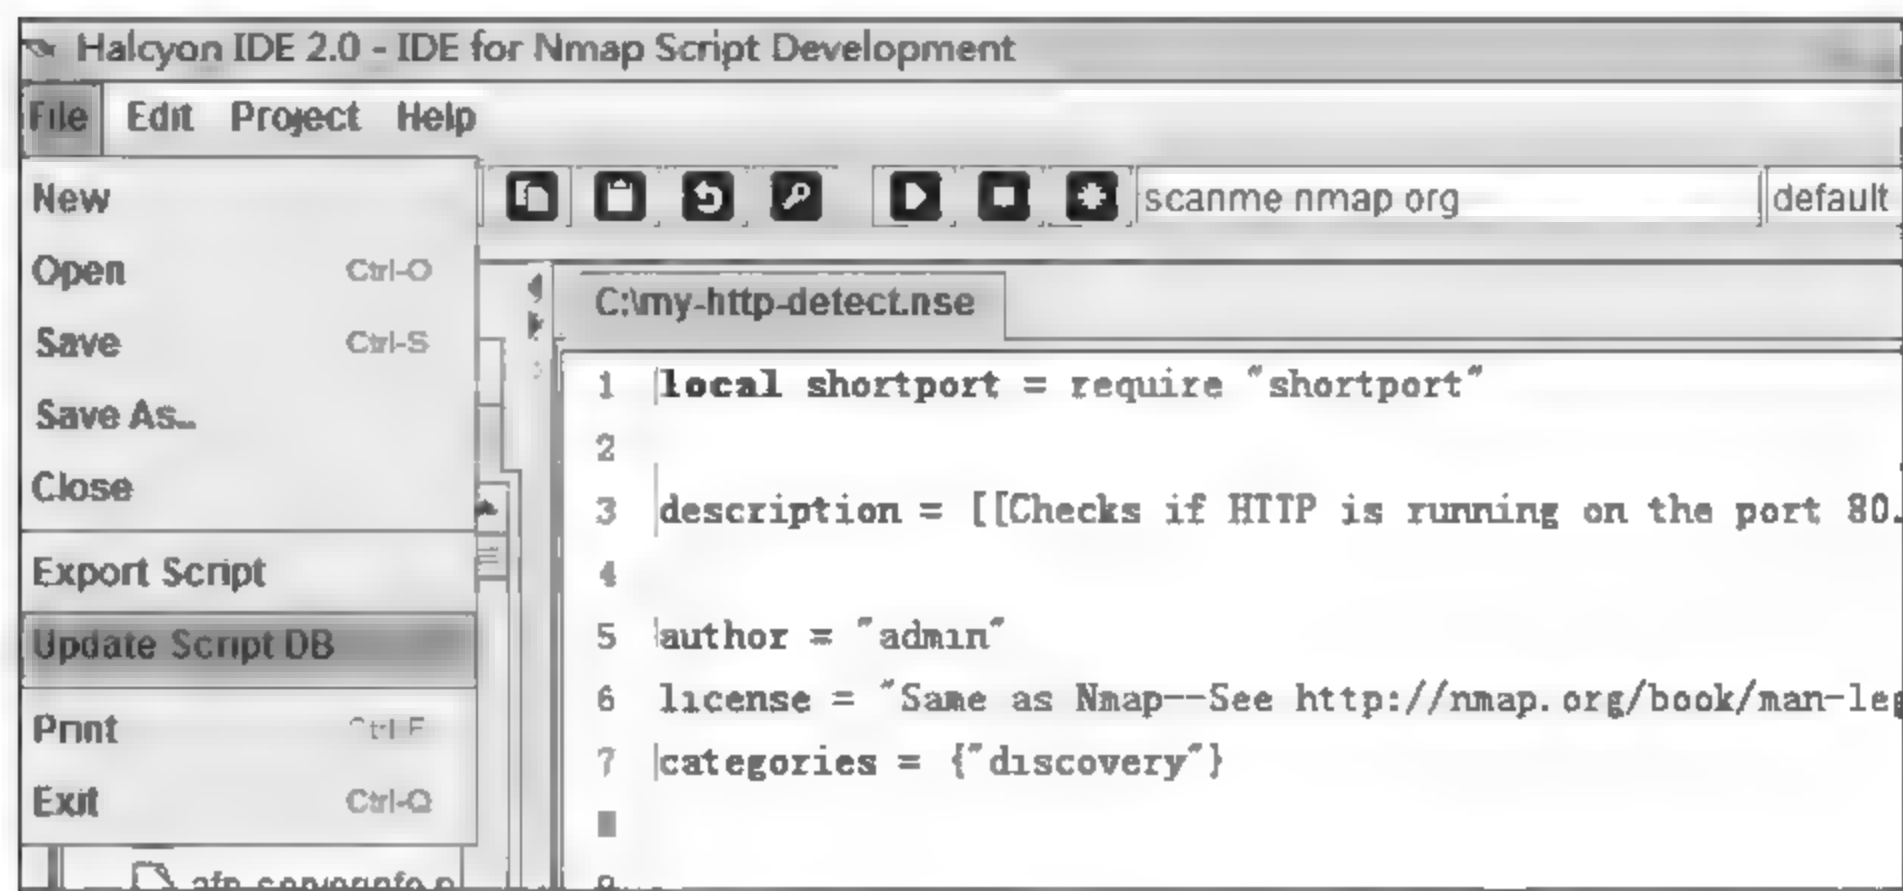 Halcyon IDE 2.0 - IDE for Nmap Script Development
File Edit Project Help
New
Open Ctrl-O
Save Ctrl-S
Save As...
Close
Export Script
Update Script DB
Print
Exit Ctrl-Q
scanme nmap org default
C:\my-http-detect.nse
1 local shortport = require "shortport"
2
3 description = [[Checks if HTTP is running on the port 80.
4
5 author = "admin"
6 license = "Same as Nmap--See http://nmap.org/book/man-leg
7 categories = {"discovery"}